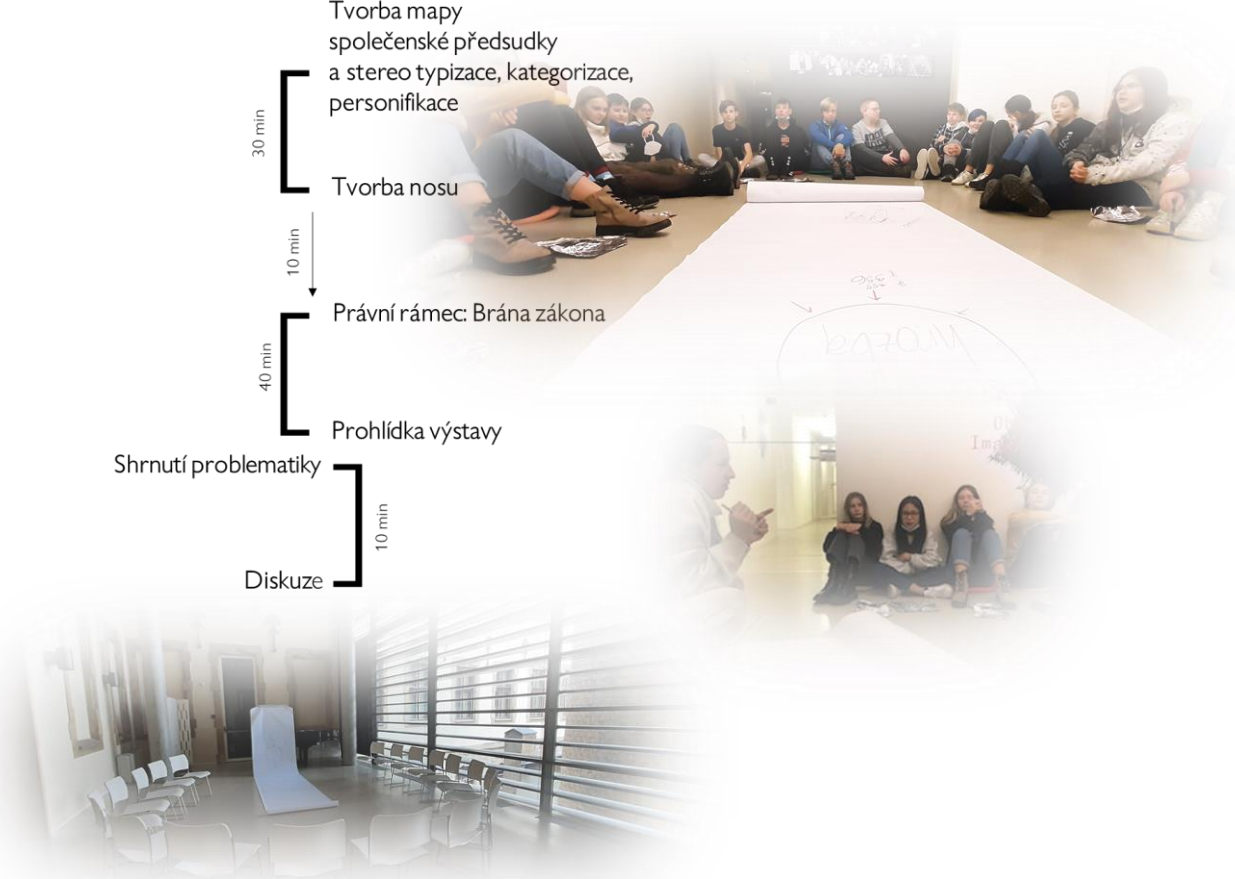 Tvorba mapy
společenské předsudky
a stereo typizace, kategorizace,
personifikace
30 min
Tvorba nosu
10 min
Právní rámec: Brána zákona
40 min
Prohlídka výstavy
Shrnutí problematiky
10 min
Diskuze